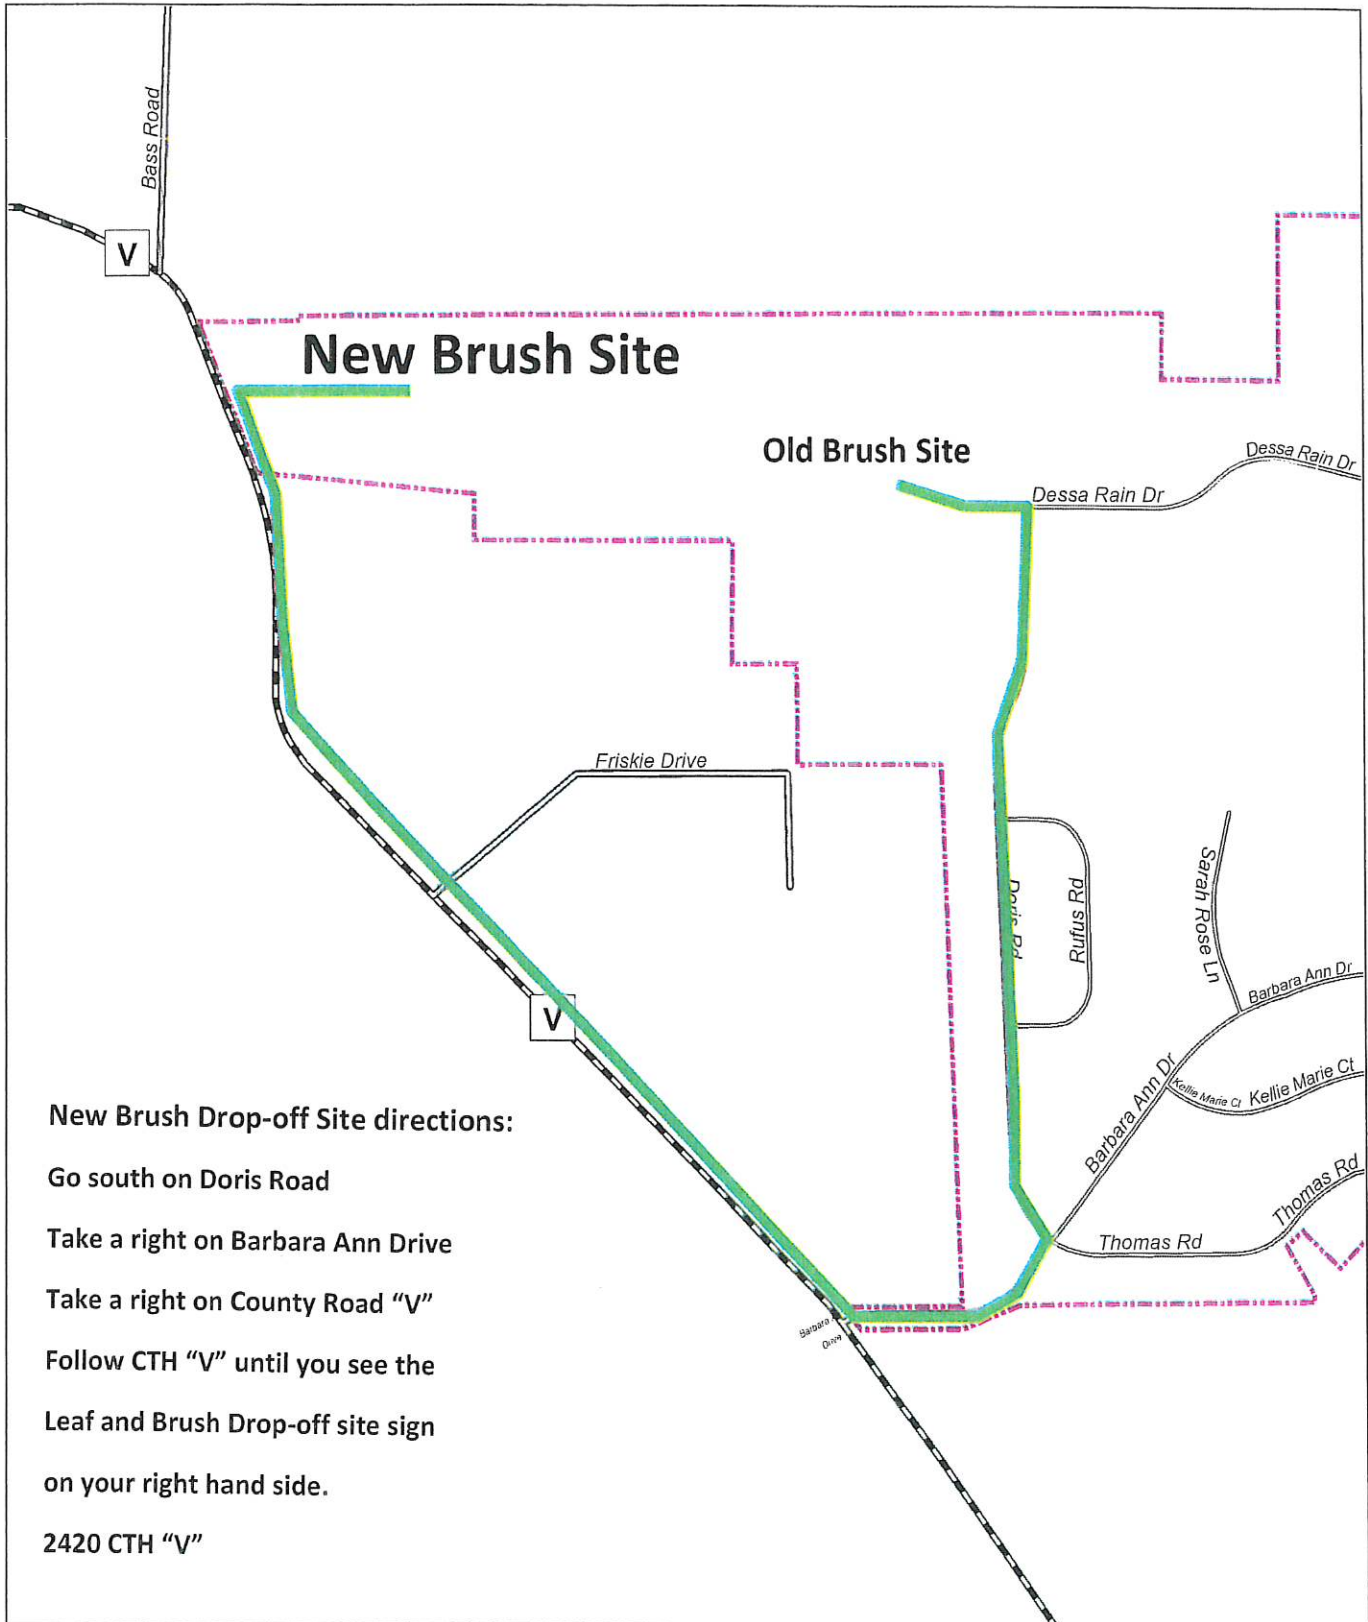 Bass Road
V
New Brush Site
Old Brush Site
Dessa Rain Dr
Dessa Rain Dr
Friskie Drive
Doris Rd
Rufus Rd
Sarah Rose Ln
Barbara Ann Dr
V
Barbara Ann Dr
Kellie Marie Ct
Kellie Marie Ct
Thomas Rd
Thomas Rd
Barbara
New Brush Drop-off Site directions:
Go south on Doris Road
Take a right on Barbara Ann Drive
Take a right on County Road “V”
Follow CTH “V” until you see the
Leaf and Brush Drop-off site sign
on your right hand side.
2420 CTH “V”